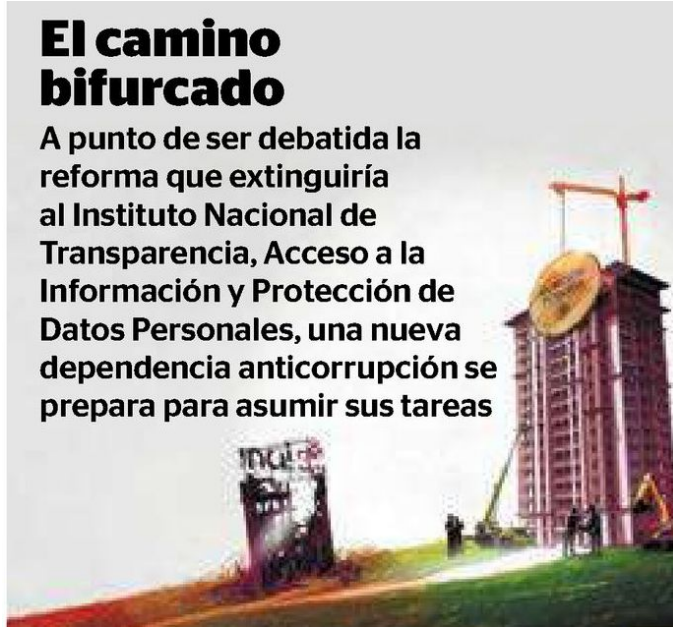 El camino
bifurcado
A punto de ser debatida la
reforma que extinguiría
al Instituto Nacional de
Transparencia, Acceso a la
Información y Protección de
Datos Personales, una nueva
dependencia anticorrupción se
prepara para asumir sus tareas
inai